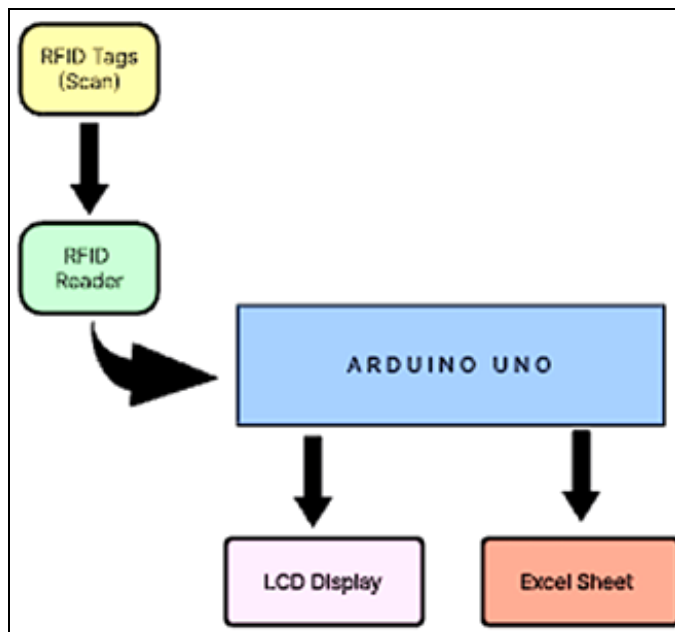 RFID Tags
(Scan)
RFID
Reader
ARDUINO UNO
LCD Display
Excel Sheet